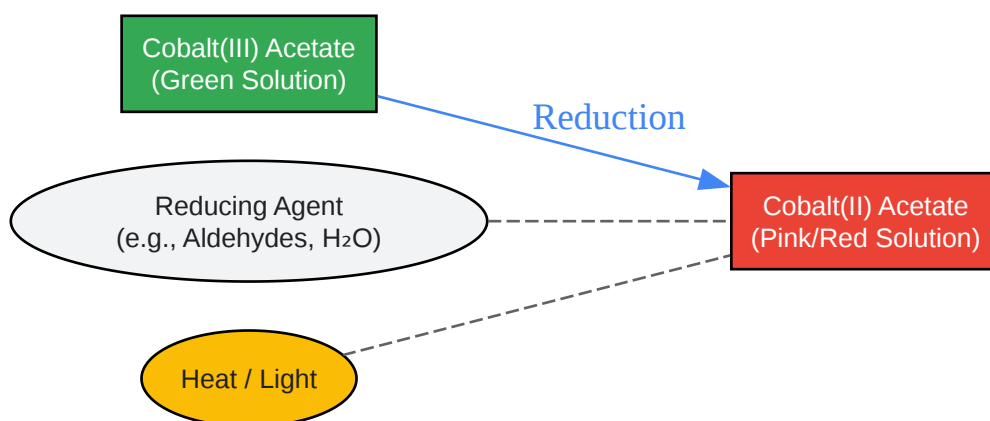 Cobalt(III) Acetate
(Green Solution)
Reduction
Reducing Agent
(e.g., Aldehydes, H₂O)
Cobalt(II) Acetate
(Pink/Red Solution)
Heat / Light